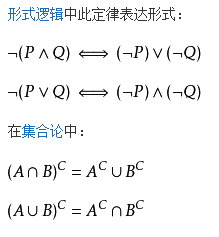 形式逻辑中此定律表达形式：
¬(P ∧ Q) ⟺ (¬P) ∨ (¬Q)
¬(P ∨ Q) ⟺ (¬P) ∧ (¬Q)
在集合论中：
(A ∩ B)^C = A^C ∪ B^C
(A ∪ B)^C = A^C ∩ B^C